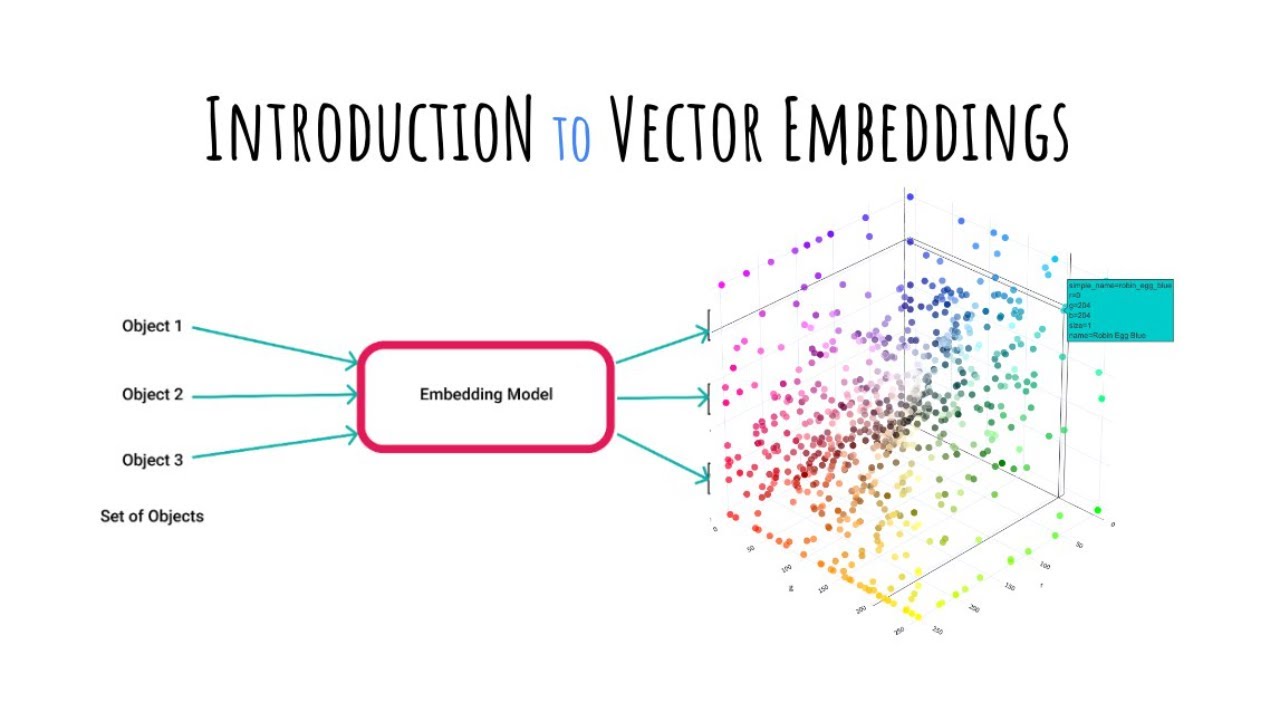 IntroductioN to Vector Embeddings
Object 1
Object 2
Object 3
Set of Objects
Embedding Model
simple_name=robin_egg_blue
r=0
g=204
b=204
size=1
name=Robin Egg Blue
0
50
100
150
200
250
g
250
200
150
100
50
0
r